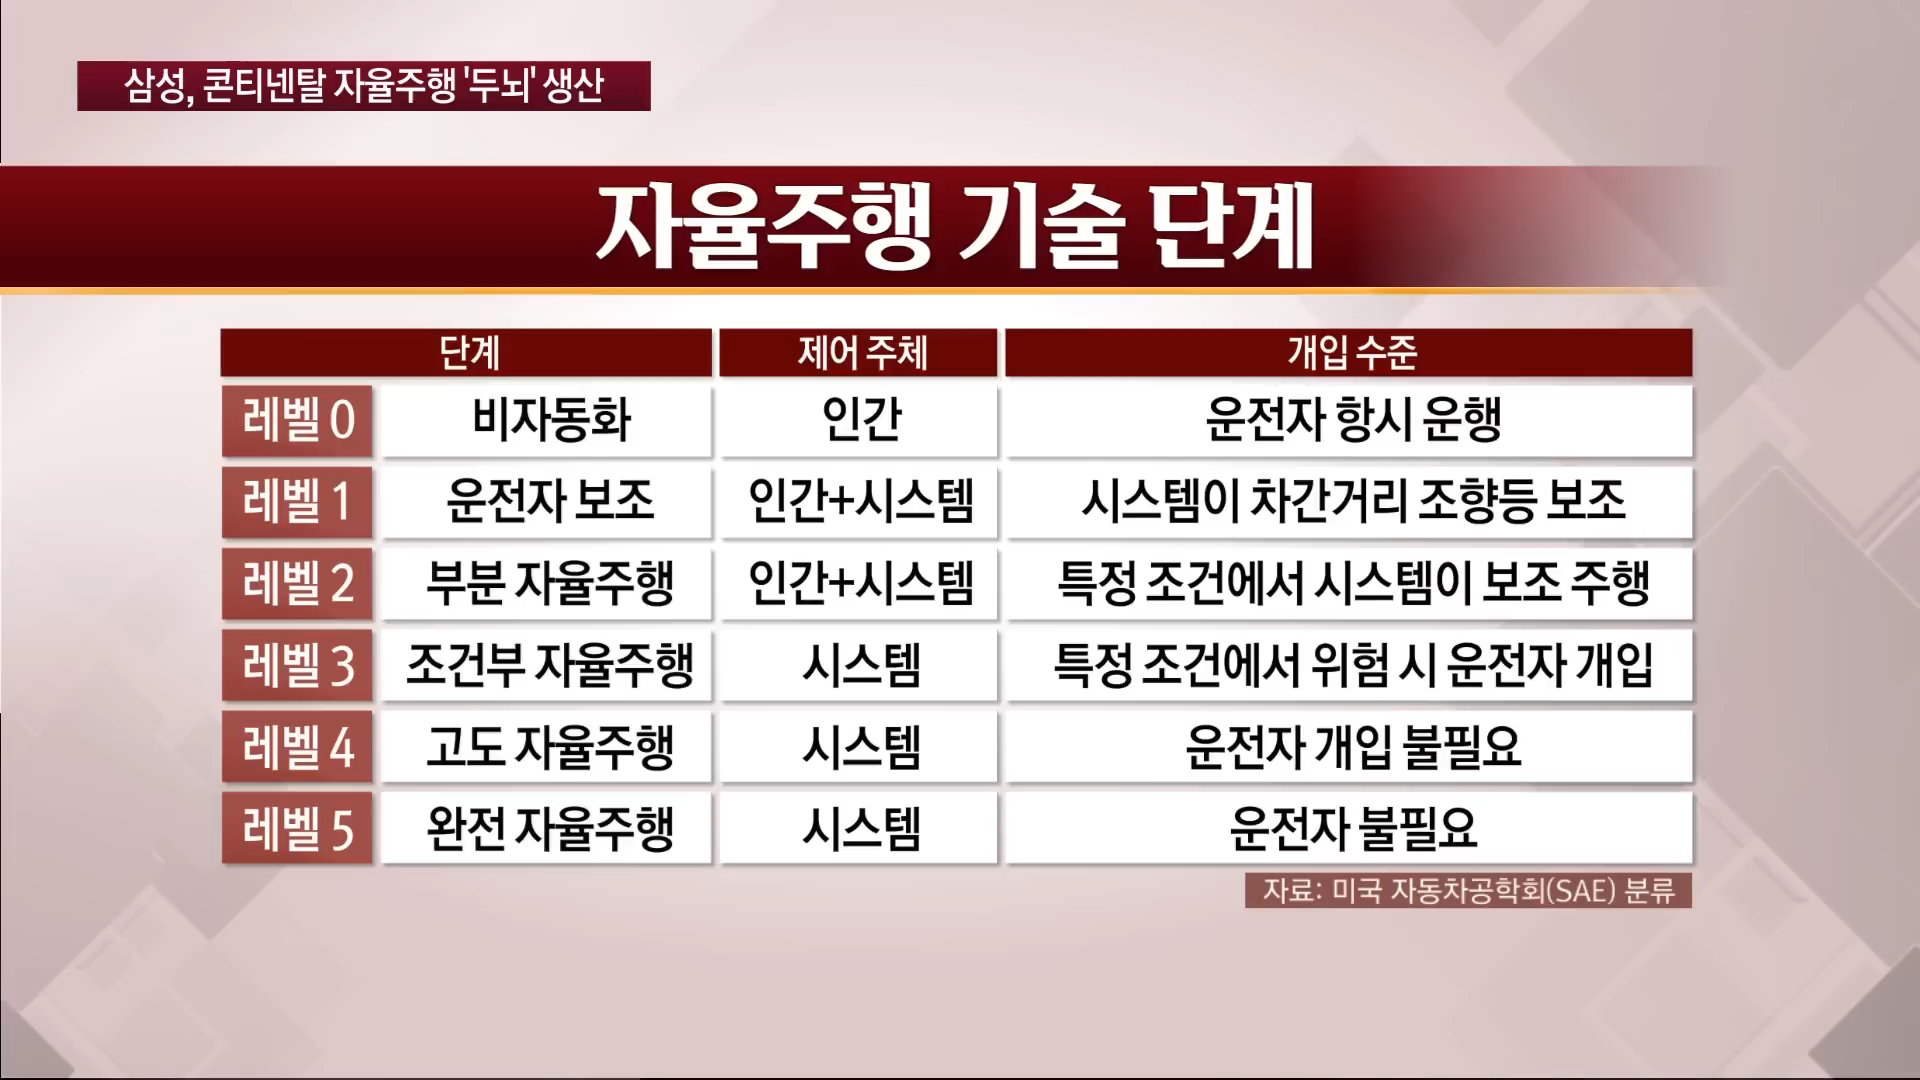 삼성, 콘티넨탈 자율주행 '두뇌' 생산
자율주행 기술 단계
단계 제어 주체 개입 수준
레벨 0 비자동화 인간 운전자 항시 운행
레벨 1 운전자 보조 인간+시스템 시스템이 차간거리 조향등 보조
레벨 2 부분 자율주행 인간+시스템 특정 조건에서 시스템이 보조 주행
레벨 3 조건부 자율주행 시스템 특정 조건에서 위험 시 운전자 개입
레벨 4 고도 자율주행 시스템 운전자 개입 불필요
레벨 5 완전 자율주행 시스템 운전자 불필요
자료: 미국 자동차공학회(SAE) 분류